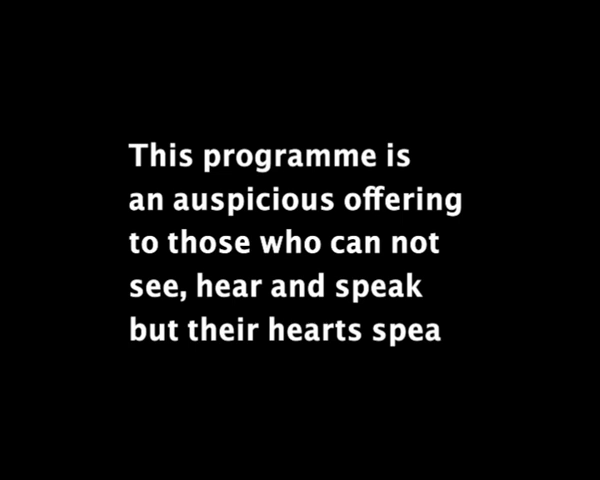 This programme is
an auspicious offering
to those who can not
see, hear and speak
but their hearts spea